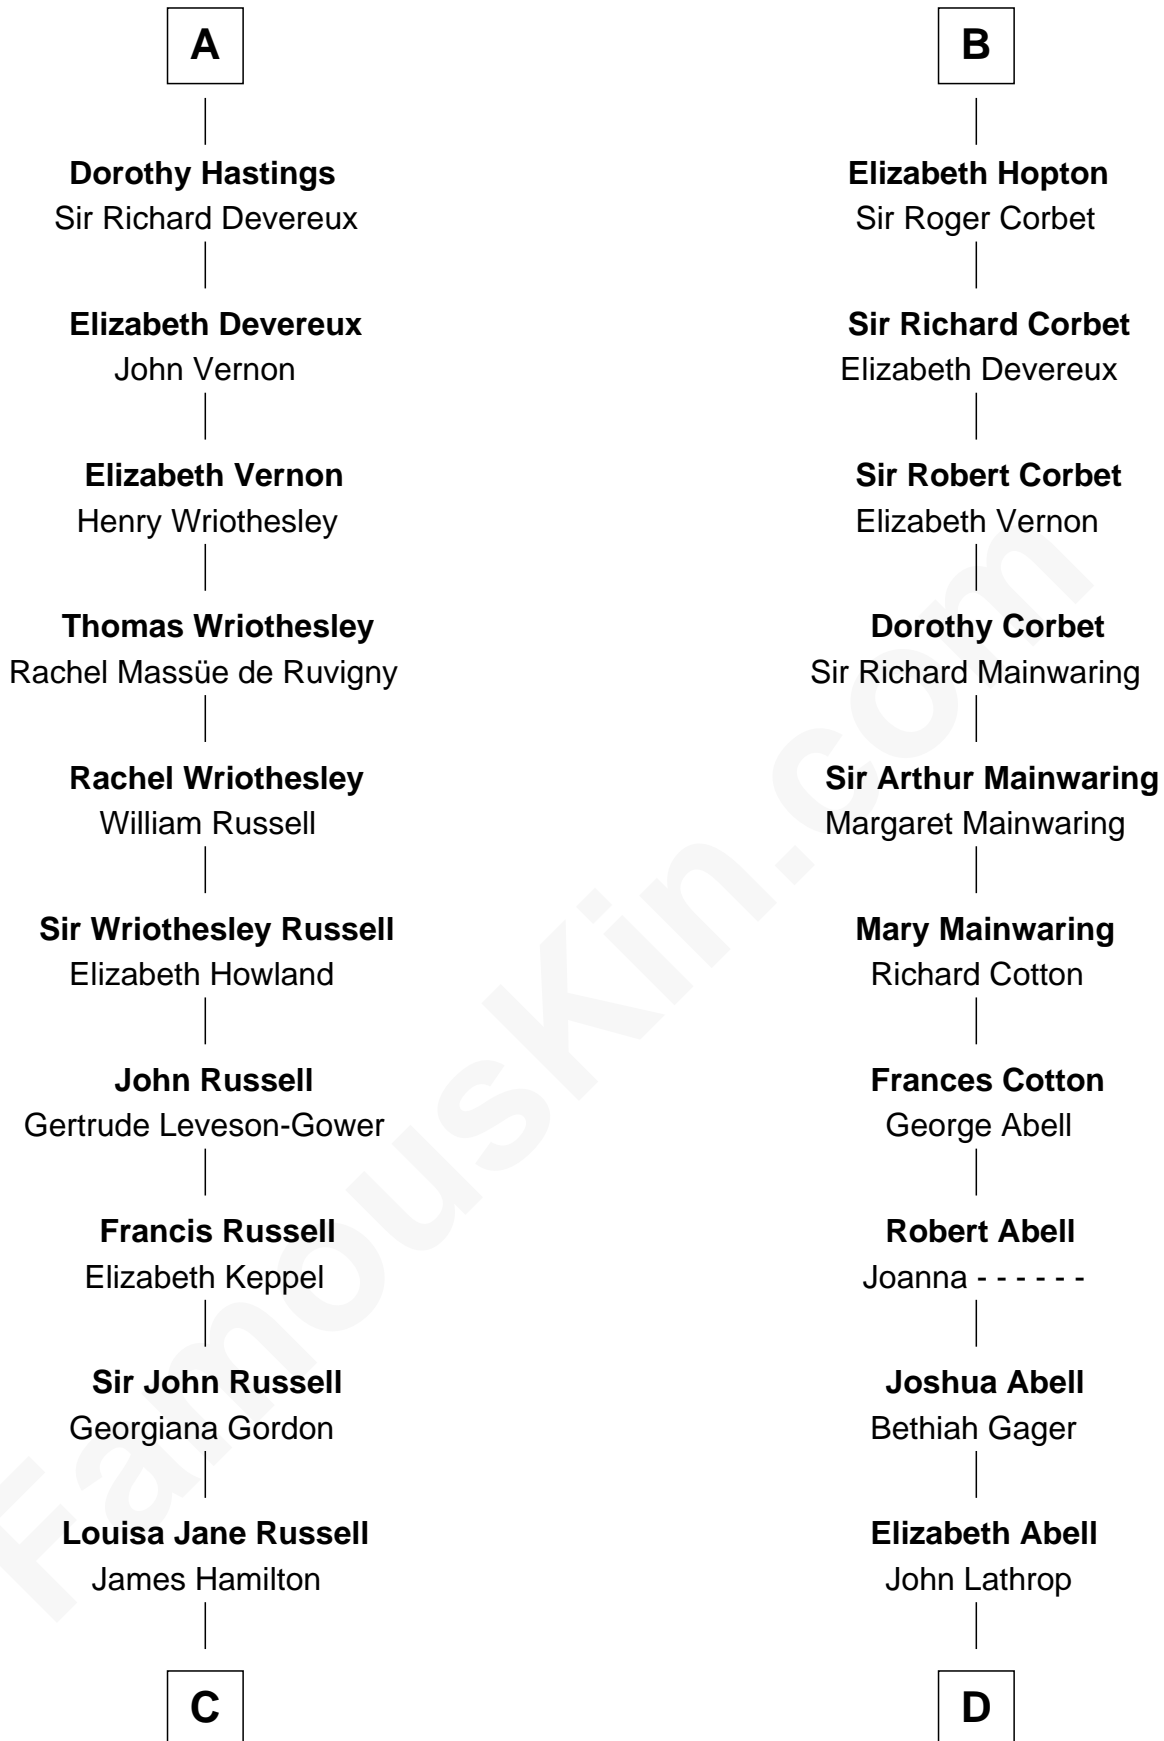 A
Dorothy Hastings
Sir Richard Devereux
Elizabeth Devereux
John Vernon
Elizabeth Vernon
Henry Wriothesley
Thomas Wriothesley
Rachel Massüe de Ruvigny
Rachel Wriothesley
William Russell
Sir Wriothesley Russell
Elizabeth Howland
John Russell
Gertrude Leveson-Gower
Francis Russell
Elizabeth Keppel
Sir John Russell
Georgiana Gordon
Louisa Jane Russell
James Hamilton
C
B
Elizabeth Hopton
Sir Roger Corbet
Sir Richard Corbet
Elizabeth Devereux
Sir Robert Corbet
Elizabeth Vernon
Dorothy Corbet
Sir Richard Mainwaring
Sir Arthur Mainwaring
Margaret Mainwaring
Mary Mainwaring
Richard Cotton
Frances Cotton
George Abell
Robert Abell
Joanna - - - - - -
Joshua Abell
Bethiah Gager
Elizabeth Abell
John Lathrop
D
FamousKin.com